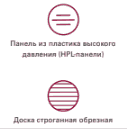 Панель из пластика высокого
давления (HPL-панели)
Доска строганная обрезная